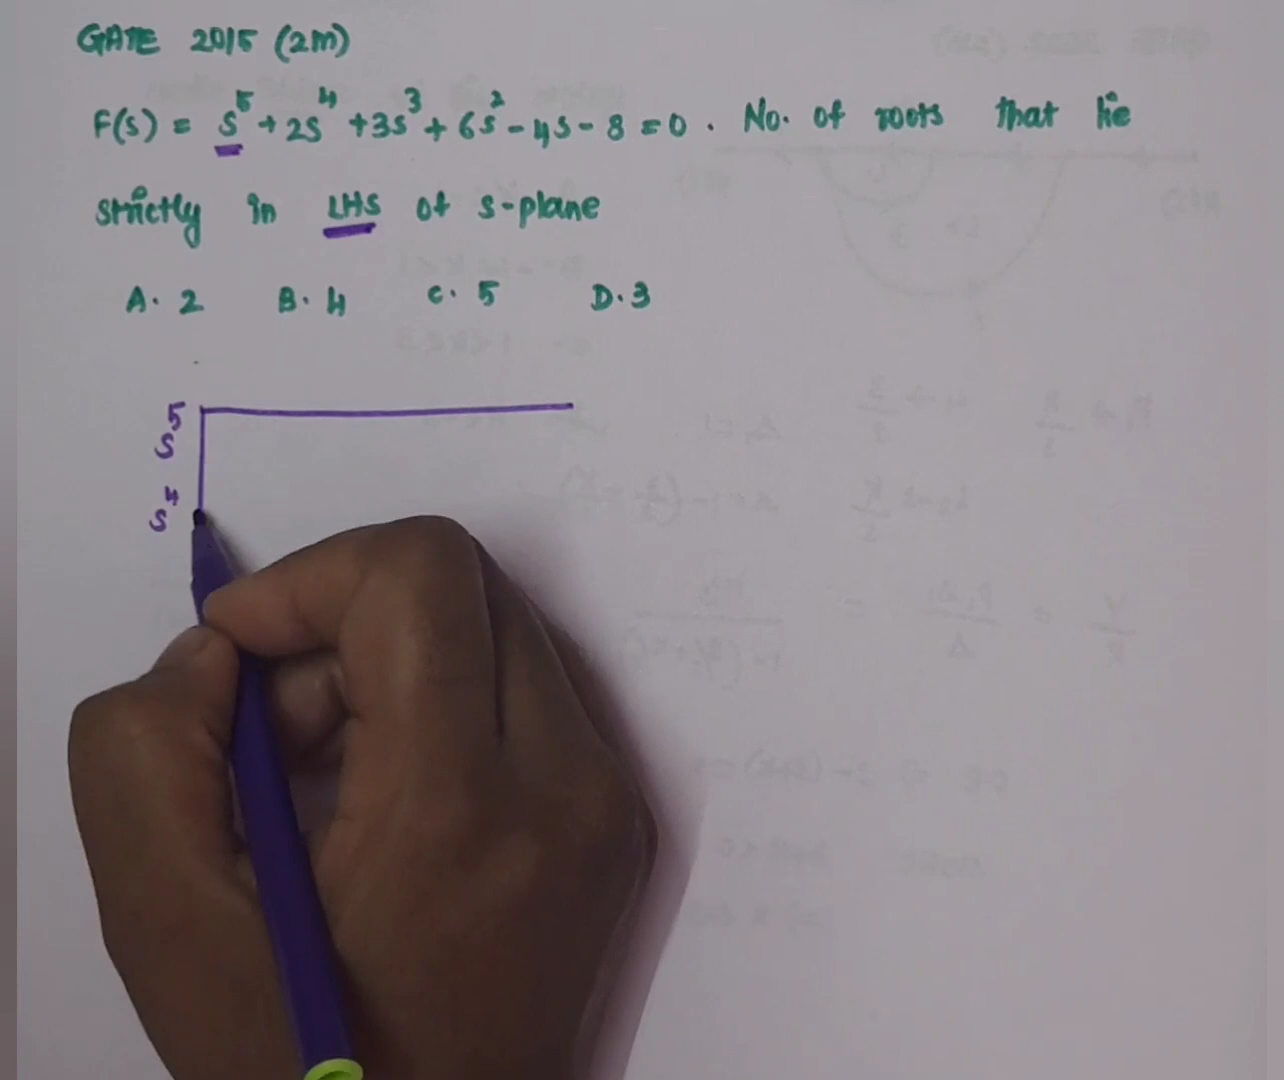 GATE 2015 (2m)
F(s) = s⁵ + 2s⁴ + 3s³ + 6s² - 4s - 8 = 0 . No. of roots that lie
strictly in LHS of s-plane
A. 2 B. 4 C. 5 D. 3
s⁵
s⁴